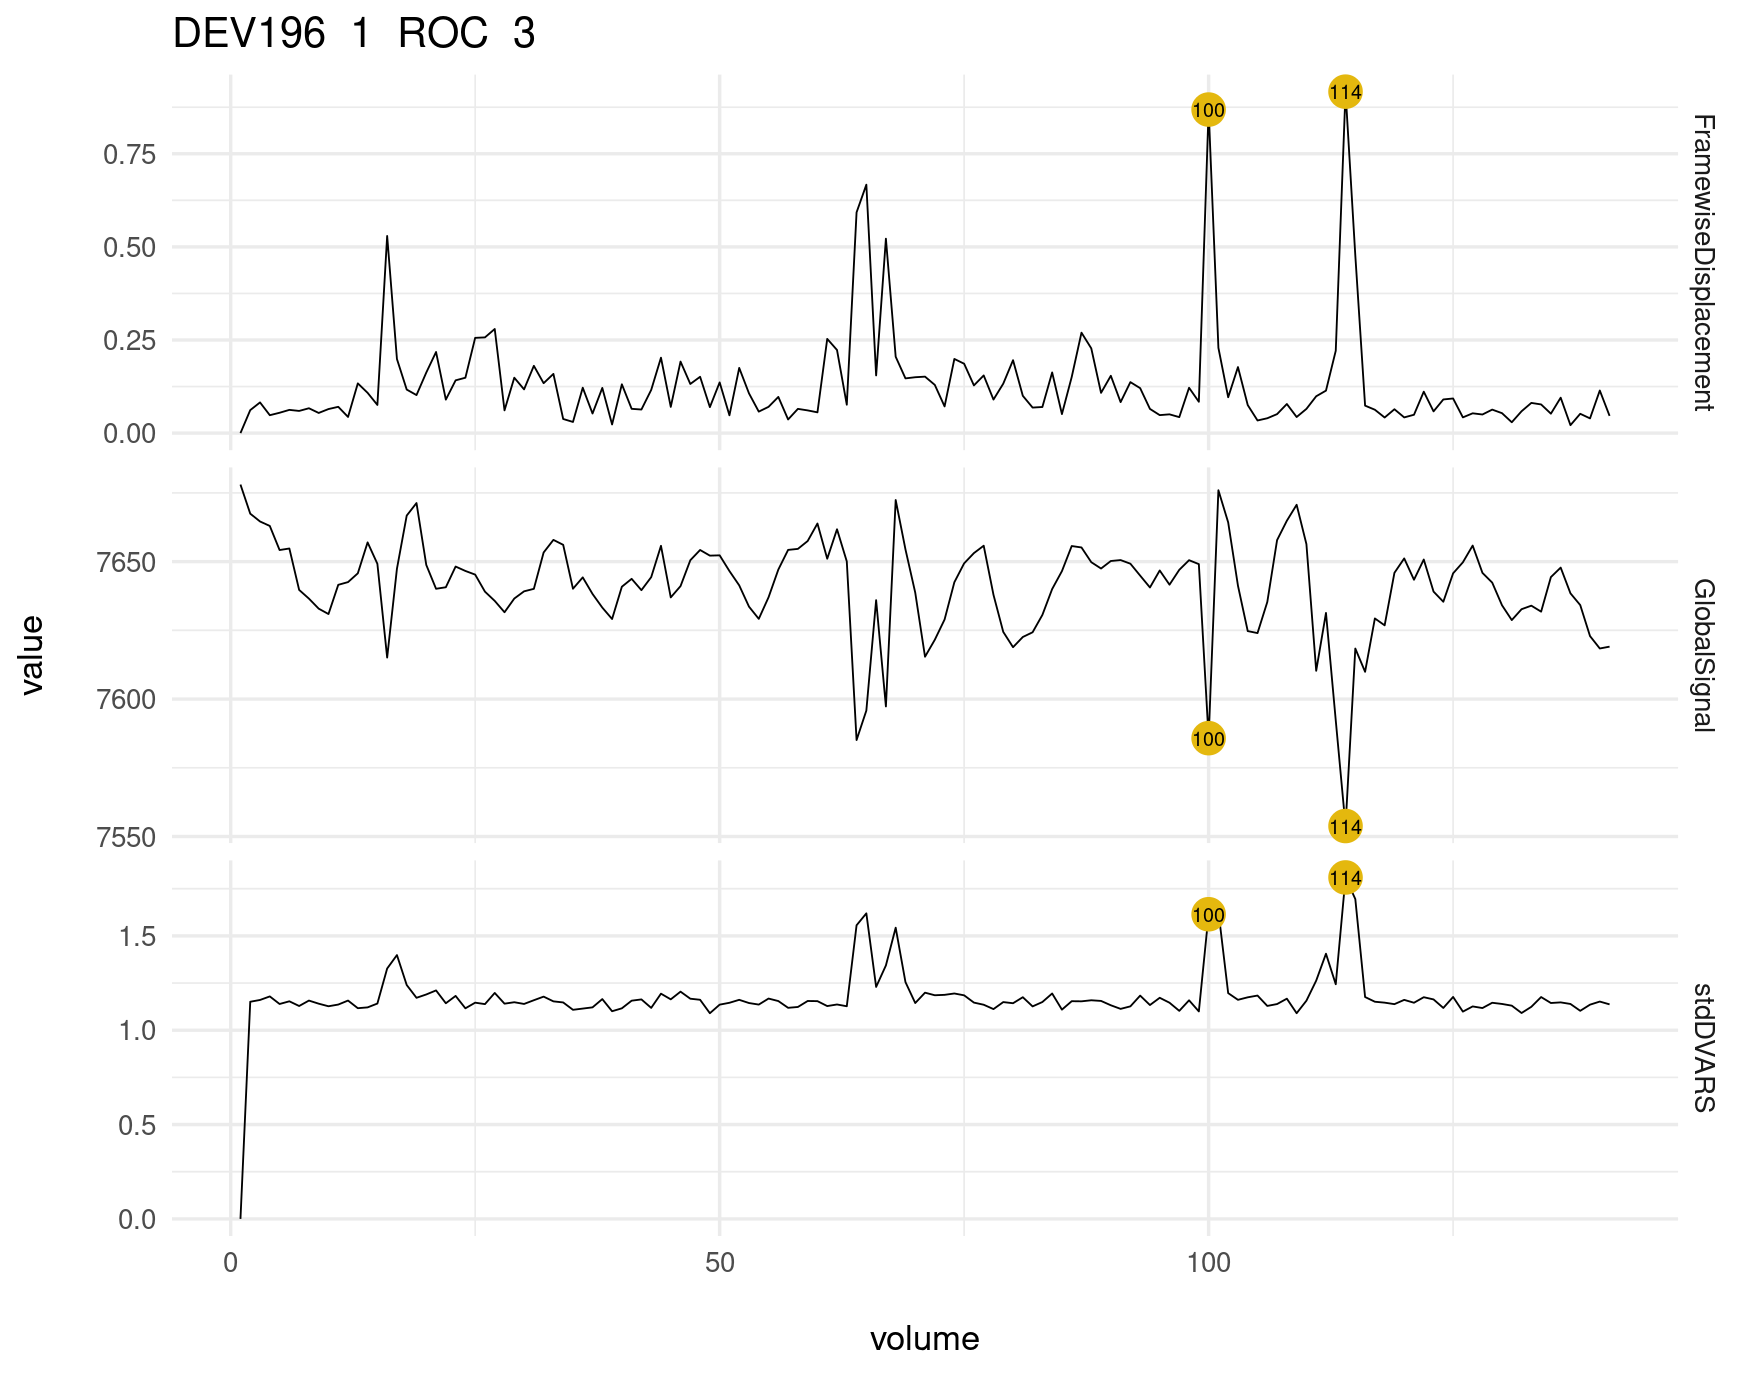 DEV196 1 ROC 3
0.75
0.50
0.25
0.00
100
114
FramewiseDisplacement
7650
7600
7550
100
114
GlobalSignal
1.5
1.0
0.5
0.0
100
114
stdDVARS
value
0 50 100
volume